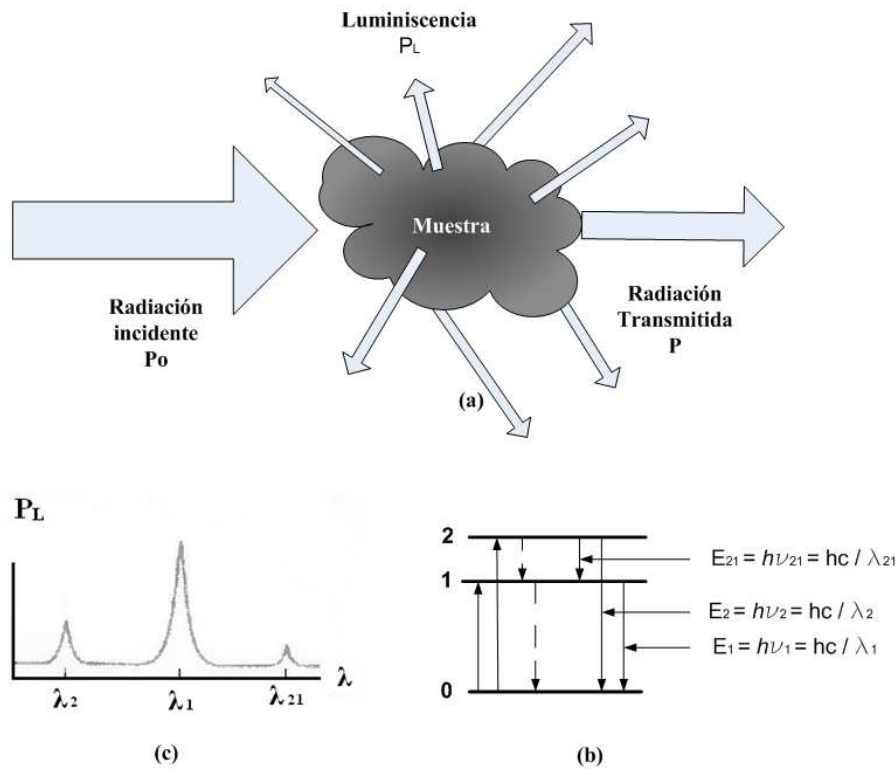 Luminiscencia
PL
Muestra
Radiación
incidente
Po
Radiación
Transmitida
P
(a)
PL
λ2
λ1
λ21
λ
(c)
2
1
0
E21 = hν21 = hc / λ21
E2 = hν2 = hc / λ2
E1 = hν1 = hc / λ1
(b)